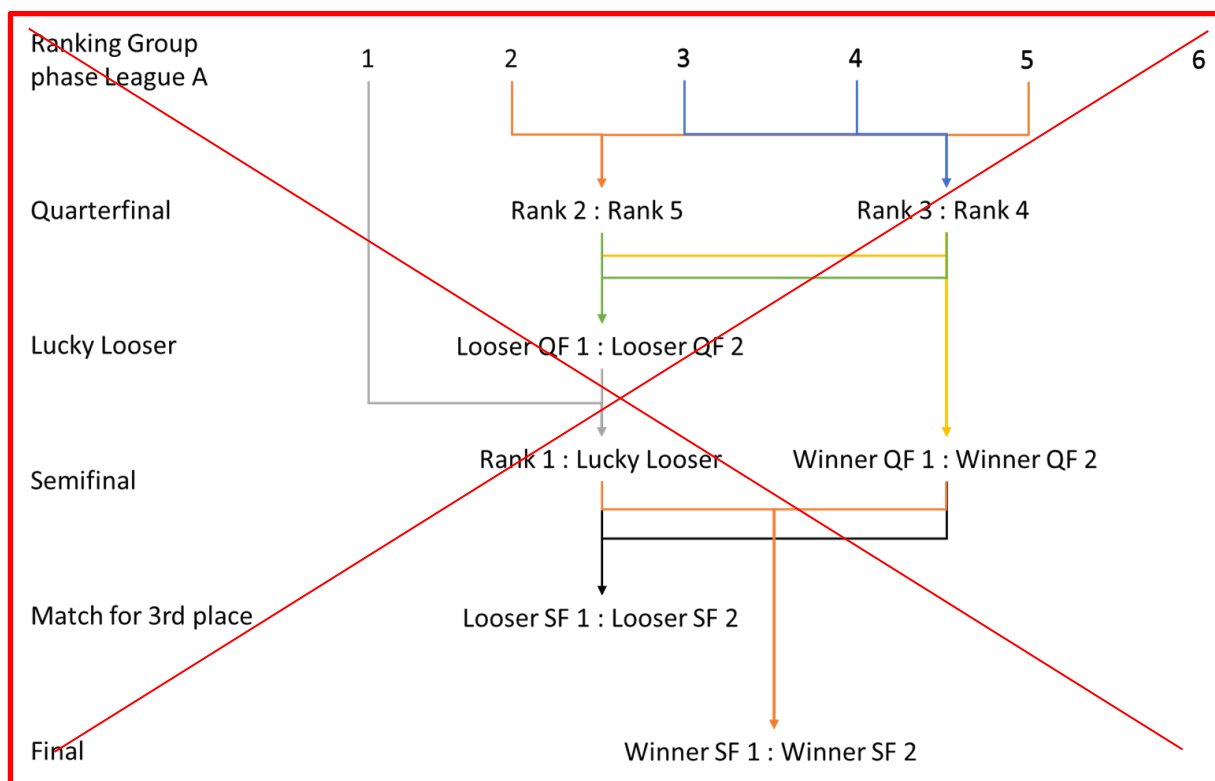 Ranking Group
phase League A
1 2 3 4 5 6
Quarterfinal
Rank 2 : Rank 5
Rank 3 : Rank 4
Lucky Looser
Looser QF 1 : Looser QF 2
Semifinal
Rank 1 : Lucky Looser
Winner QF 1 : Winner QF 2
Match for 3rd place
Looser SF 1 : Looser SF 2
Final
Winner SF 1 : Winner SF 2